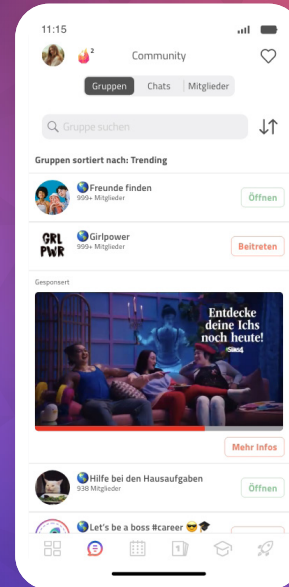 11:15
2
Community
Gruppen Chats Mitglieder
Gruppe suchen
Gruppen sortiert nach: Trending
Freunde finden
999+ Mitglieder
Öffnen
GRL
PWR
Girlpower
999+ Mitglieder
Beitreten
Gesponsert
Entdecke
deine Ichs
noch heute!
Mehr Infos
Hilfe bei den Hausaufgaben
938 Mitglieder
Öffnen
Let's be a boss #career
1